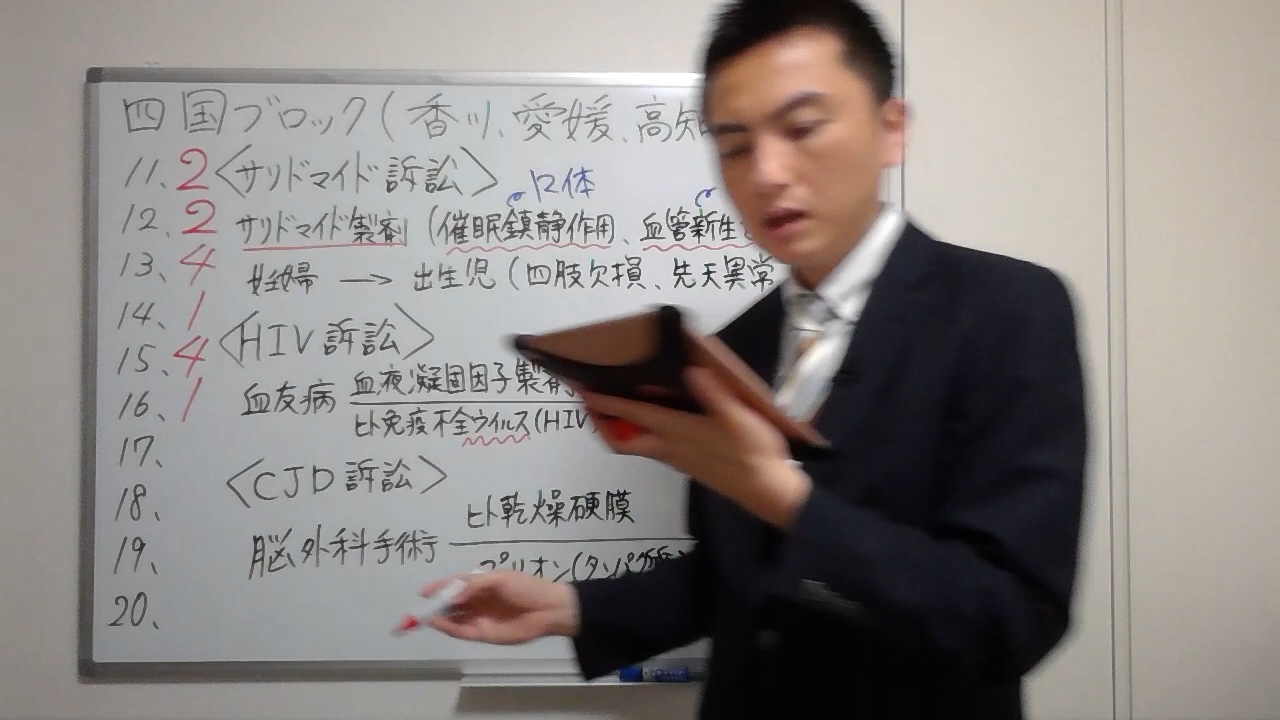 四国ブロック(香川、愛媛、高知
11、2 〈サリドマイド訴訟〉
ロ体
12、2 サリドマイド製剤(催眠鎮静作用、血管新生
13、4 妊婦 → 出生児(四肢欠損、先天異常
14、1
〈HIV訴訟〉
15、4
血友病 血液凝固因子製剤
16、1
ヒト免疫不全ウイルス(HIV
17、
〈CJD訴訟〉
18、
ヒト乾燥硬膜
19、 脳外科手術
プリオン(タンパク質)
20、